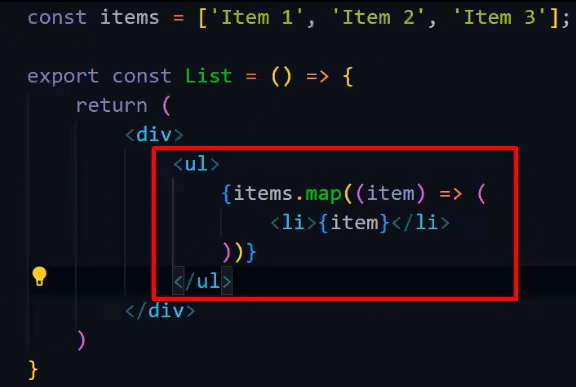 const items = ['Item 1', 'Item 2', 'Item 3'];
export const List = () => {
return (
<div>
<ul>
{items.map((item) => (
<li>{item}</li>
))}
</ul>
</div>
)
}